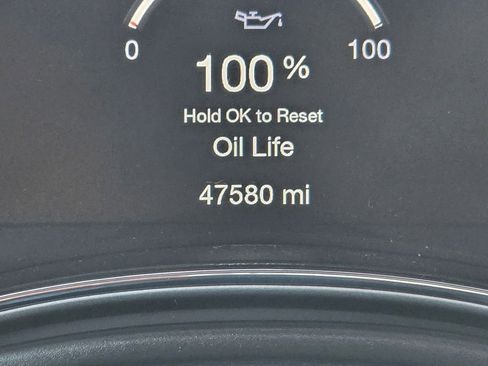 0 100
100 %
Hold OK to Reset
Oil Life
47580 mi